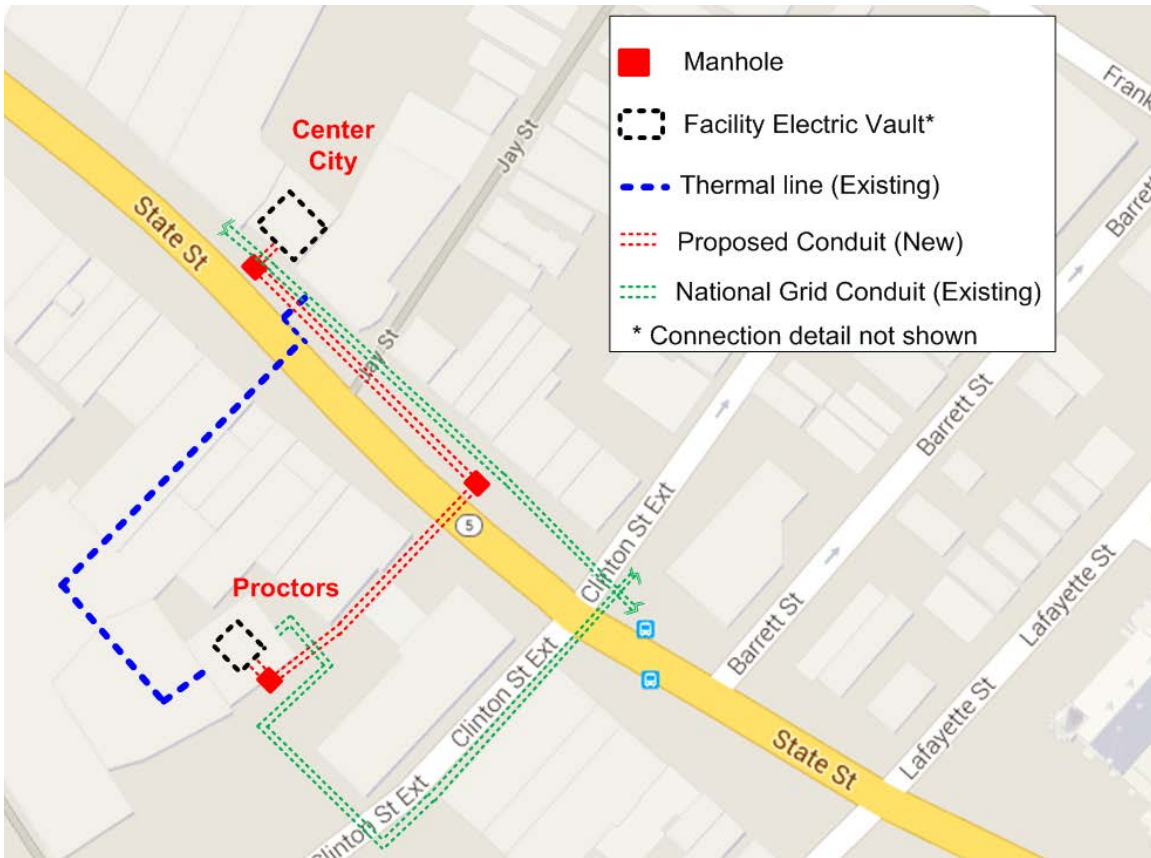 Manhole
Facility Electric Vault*
Thermal line (Existing)
Proposed Conduit (New)
National Grid Conduit (Existing)
* Connection detail not shown
Frank
Center
City
Jay St
Barrett
State St
Jay St
Barrett St
5
Clinton St Ext
Lafayette St
Proctors
Barrett St
Clinton St Ext
Lafayette St
State St
Clinton St Ext